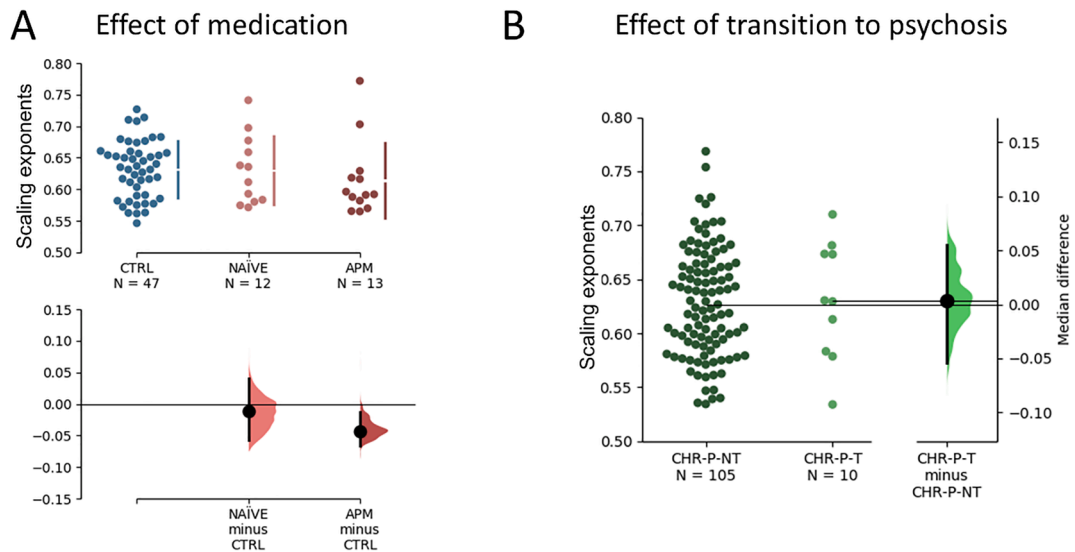 A Effect of medication
0.80
0.75
0.70
0.65
0.60
0.55
0.50
Scaling exponents
CTRL
N = 47
NAÏVE
N = 12
APM
N = 13
0.15
0.10
0.05
0.00
−0.05
−0.10
−0.15
NAÏVE
minus
CTRL
APM
minus
CTRL
B Effect of transition to psychosis
0.80
0.75
0.70
0.65
0.60
0.55
0.50
Scaling exponents
CHR-P-NT
N = 105
CHR-P-T
N = 10
CHR-P-T
minus
CHR-P-NT
0.15
0.10
0.05
0.00
−0.05
−0.10
Median difference